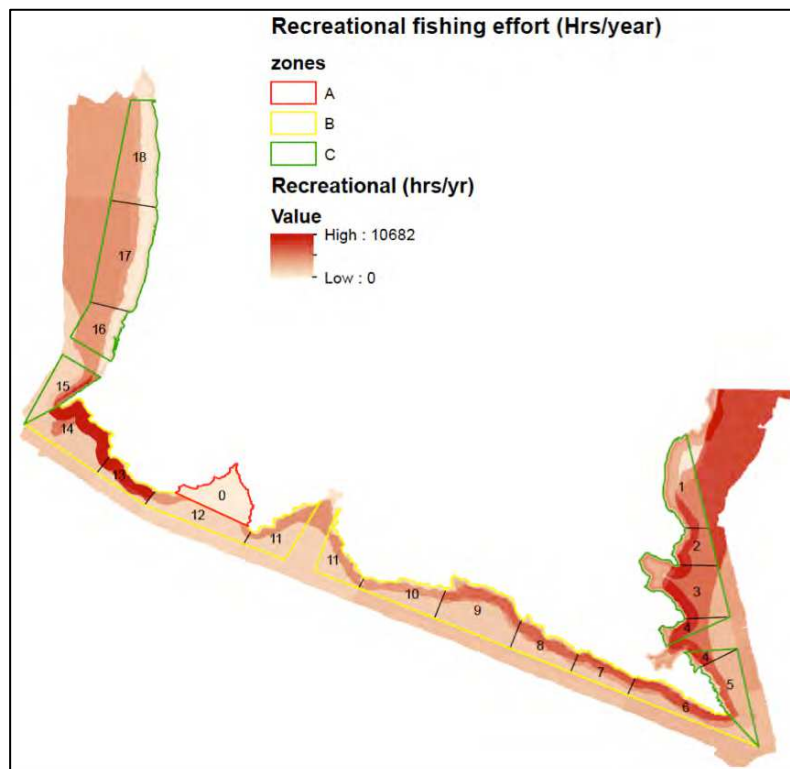 Recreational fishing effort (Hrs/year)
zones
A
B
C
Recreational (hrs/yr)
Value
High : 10682
Low : 0
18
17
16
15
14
13
12
0
11
11
10
9
8
7
6
1
2
3
4
4
5